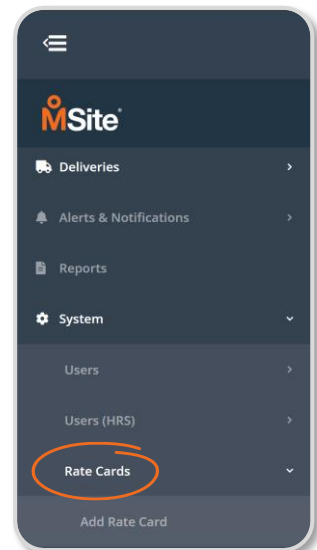 MSite®
Deliveries
Alerts & Notifications
Reports
System
Users
Users (HRS)
Rate Cards
Add Rate Card